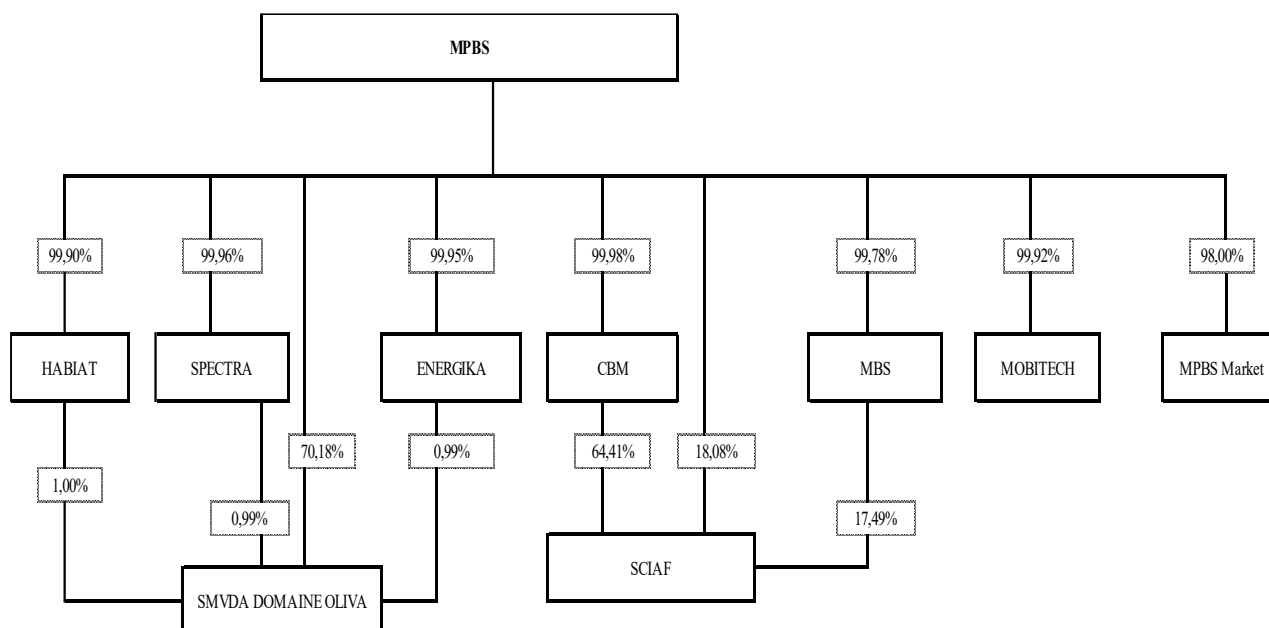 MPBS
99,90%
99,96%
99,95%
99,98%
99,78%
99,92%
98,00%
HABIAT
SPECTRA
ENERGIKA
CBM
MBS
MOBITECH
MPBS Market
70,18%
0,99%
64,41%
18,08%
1,00%
0,99%
17,49%
SCIAF
SMVDA DOMAINE OLIVA